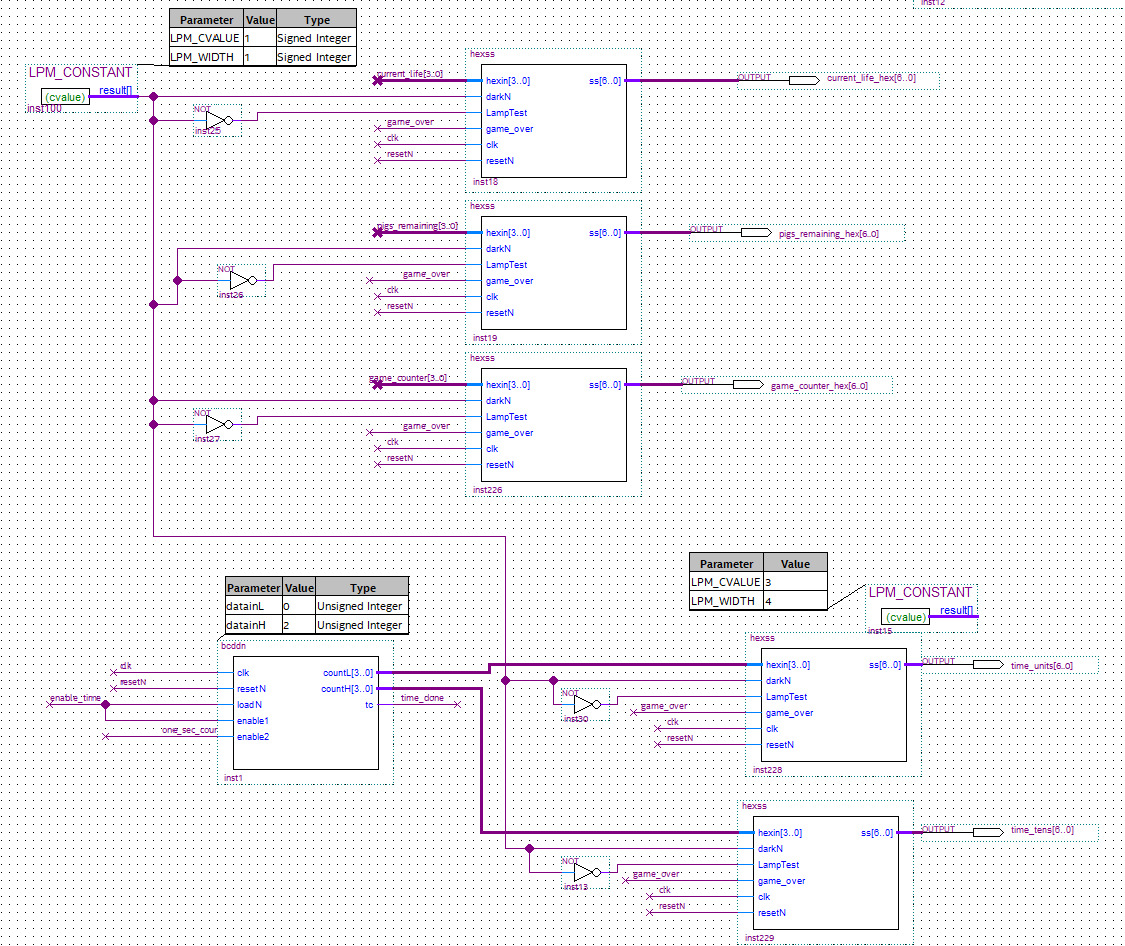 inst12
Parameter Value Type
LPM_CVALUE 1 Signed Integer
LPM_WIDTH 1 Signed Integer
LPM_CONSTANT
(cvalue) result[]
inst100
hexss
current_life[3..0] hexin[3..0] ss[6..0] OUTPUT current_life_hex[6..0]
darkN
NOT LampTest
inst25
game_over game_over
clk clk
resetN resetN
inst18
hexss
pigs_remaining[3..0] hexin[3..0] ss[6..0] OUTPUT pigs_remaining_hex[6..0]
darkN
NOT LampTest
inst26
game_over game_over
clk clk
resetN resetN
inst19
hexss
game_counter[3..0] hexin[3..0] ss[6..0] OUTPUT game_counter_hex[6..0]
darkN
NOT LampTest
inst27
game_over game_over
clk clk
resetN resetN
inst226
Parameter Value
LPM_CVALUE 3
LPM_WIDTH 4
LPM_CONSTANT
(cvalue) result[]
inst15
Parameter Value Type
datainL 0 Unsigned Integer
datainH 2 Unsigned Integer
bcddn
clk clk countL[3..0]
resetN resetN countH[3..0]
enable_time loadN tc time_done
enable1
one_sec_cour enable2
inst1
hexss
hexin[3..0] ss[6..0] OUTPUT time_units[6..0]
darkN
NOT LampTest
inst30
game_over game_over
clk clk
resetN resetN
inst228
hexss
hexin[3..0] ss[6..0] OUTPUT time_tens[6..0]
darkN
NOT LampTest
inst13
game_over game_over
clk clk
resetN resetN
inst229